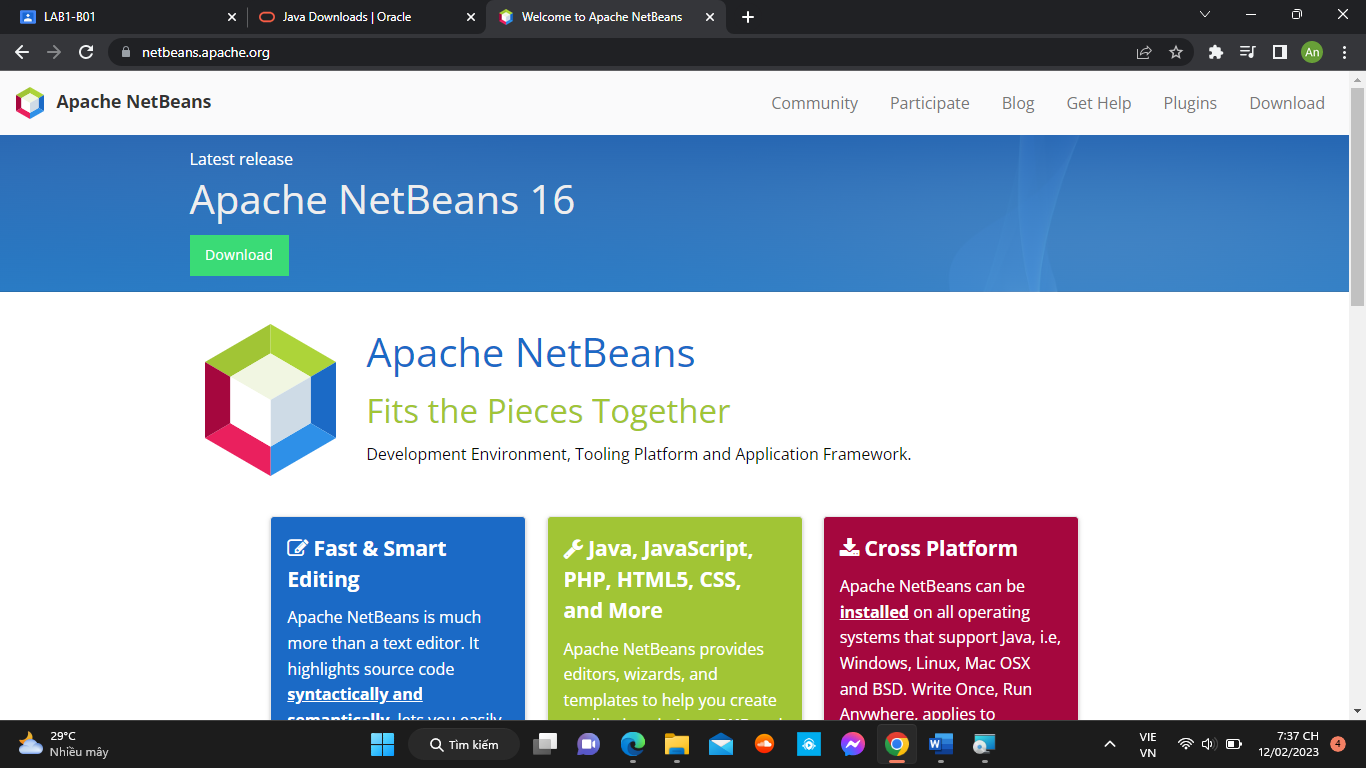 LAB1-B01
Java Downloads | Oracle
Welcome to Apache NetBeans
netbeans.apache.org
An
Apache NetBeans
Community
Participate
Blog
Get Help
Plugins
Download
Latest release
Apache NetBeans 16
Download
Apache NetBeans
Fits the Pieces Together
Development Environment, Tooling Platform and Application Framework.
Fast & Smart
Editing
Apache NetBeans is much
more than a text editor. It
highlights source code
syntactically and
semantically, lets you easily
Java, JavaScript,
PHP, HTML5, CSS,
and More
Apache NetBeans provides
editors, wizards, and
templates to help you create
Cross Platform
Apache NetBeans can be
installed on all operating
systems that support Java, i.e,
Windows, Linux, Mac OSX
and BSD. Write Once, Run
Anywhere, applies to
29°C
Nhiều mây
Tìm kiếm
VIE
VN
7:37 CH
12/02/2023
4